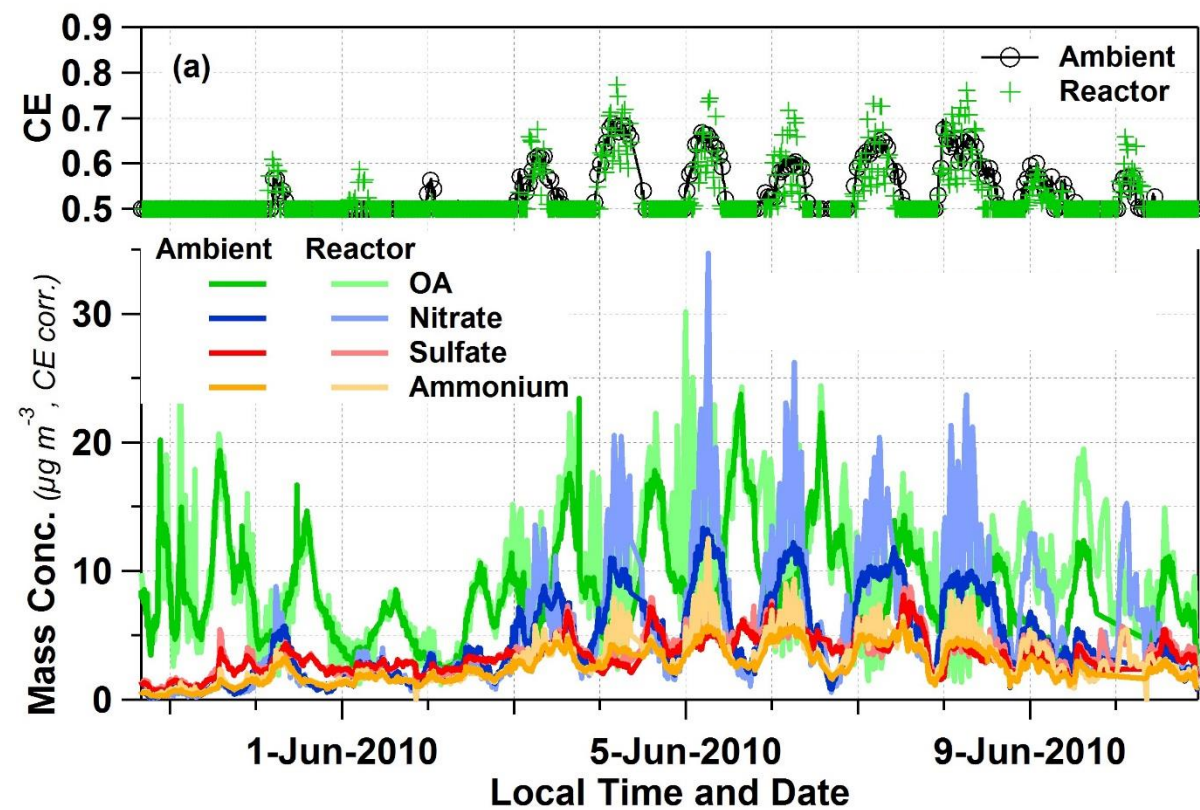 (a)
CE
0.9
0.8
0.7
0.6
0.5
Ambient
Reactor
Ambient Reactor
OA
Nitrate
Sulfate
Ammonium
Mass Conc. (µg m⁻³, CE corr.)
30
20
10
0
1-Jun-2010 5-Jun-2010 9-Jun-2010
Local Time and Date